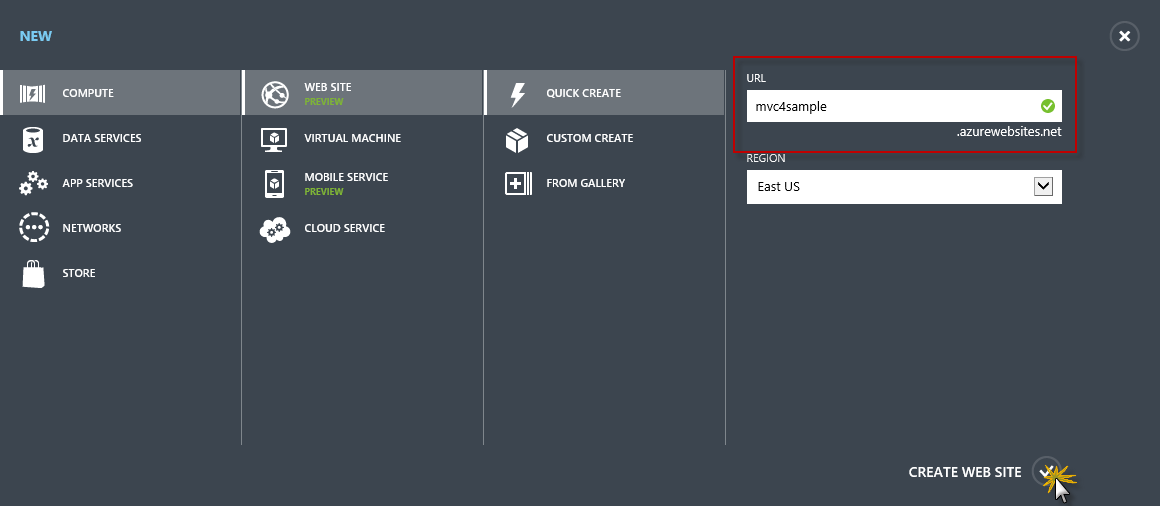 NEW
COMPUTE
DATA SERVICES
APP SERVICES
NETWORKS
STORE
WEB SITE
PREVIEW
VIRTUAL MACHINE
MOBILE SERVICE
PREVIEW
CLOUD SERVICE
QUICK CREATE
CUSTOM CREATE
FROM GALLERY
URL
mvc4sample
.azurewebsites.net
REGION
East US
CREATE WEB SITE